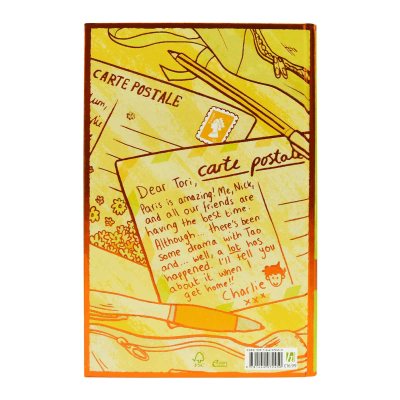 CARTE POSTALE
carte postale
Dear Tori,
Paris is amazing! Me, Nick,
and all our friends are
having the best time.
Although... there's been
some drama with Tao
and... well, a lot has
happened. I'll tell you
about it when I
get home!!
Charlie
xxx
FSC